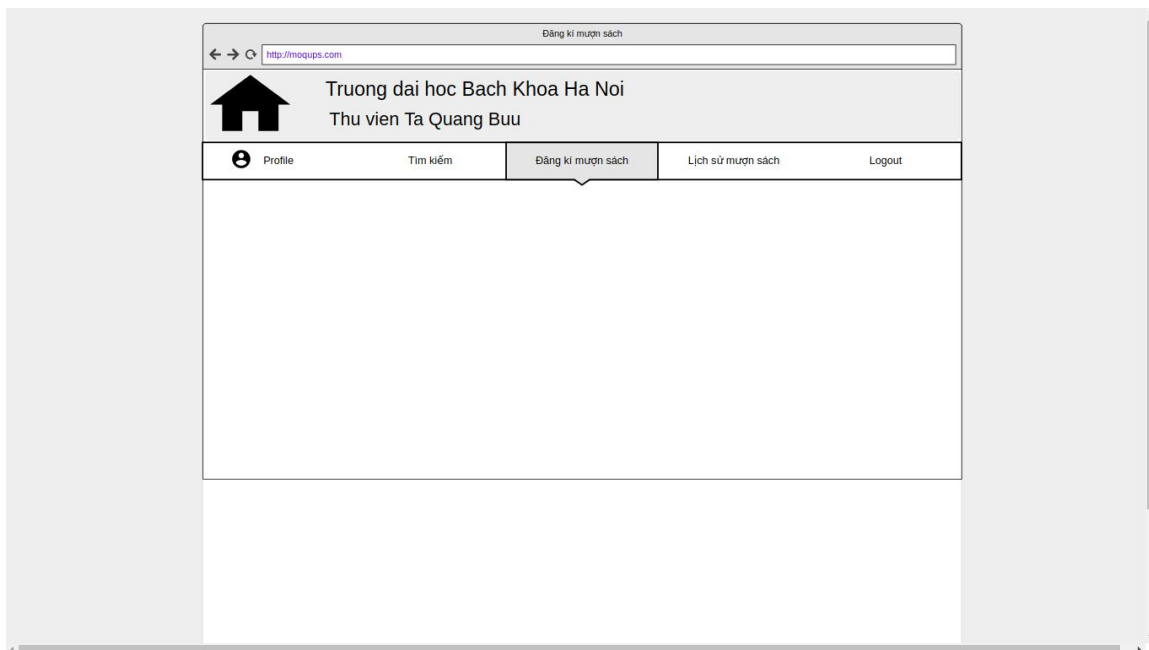 Đăng kí mượn sách
http://moqups.com
Truong dai hoc Bach Khoa Ha Noi
Thu vien Ta Quang Buu
Profile Tìm kiếm Đăng kí mượn sách Lịch sử mượn sách Logout